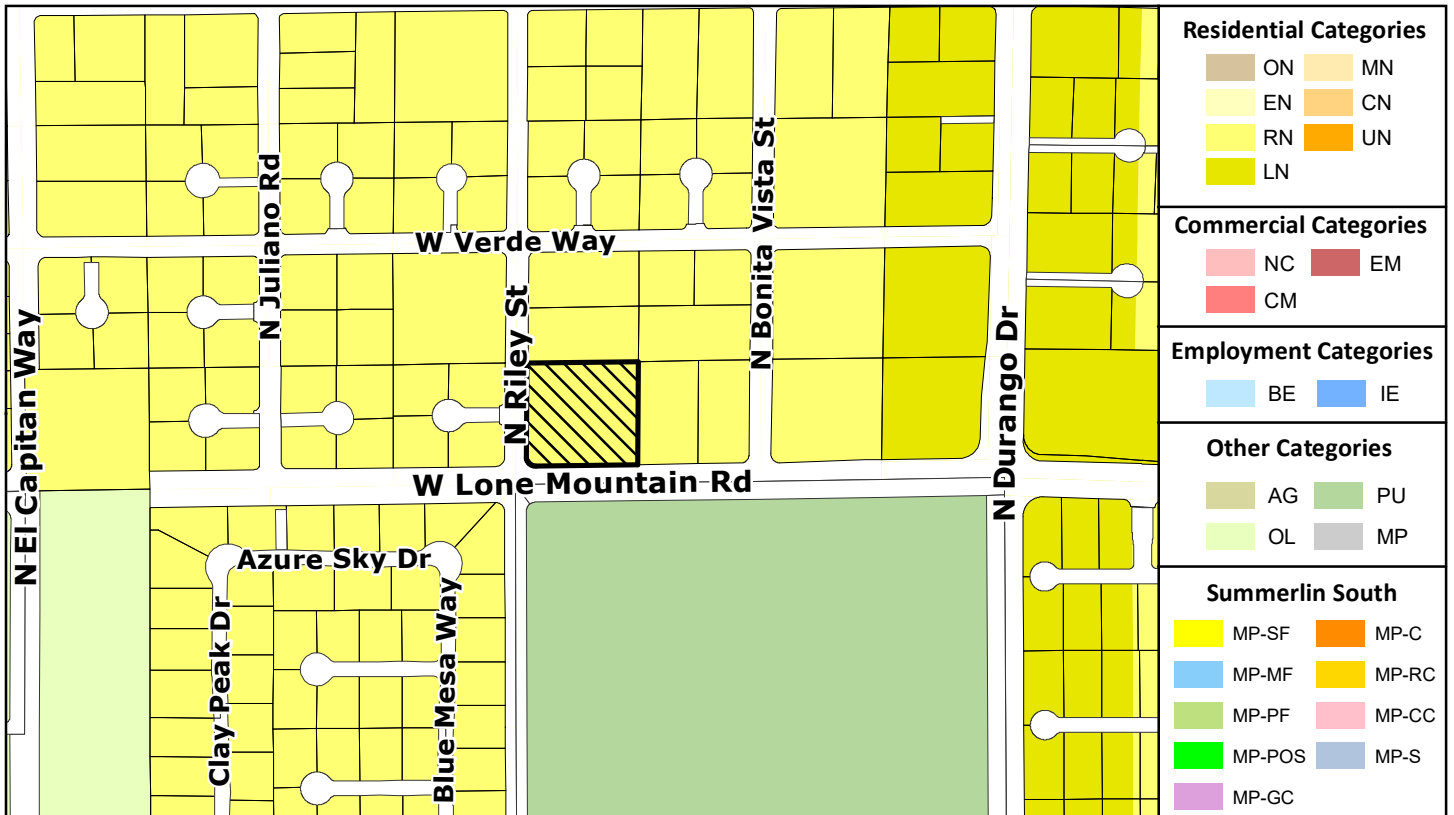 N Juliano Rd
N Bonita Vista St
W Verde Way
N Riley St
N El Capitan Way
N Durango Dr
W Lone Mountain Rd
Azure Sky Dr
Clay Peak Dr
Blue Mesa Way
Residential Categories
ON MN
EN CN
RN UN
LN
Commercial Categories
NC EM
CM
Employment Categories
BE IE
Other Categories
AG PU
OL MP
Summerlin South
MP-SF MP-C
MP-MF MP-RC
MP-PF MP-CC
MP-POS MP-S
MP-GC